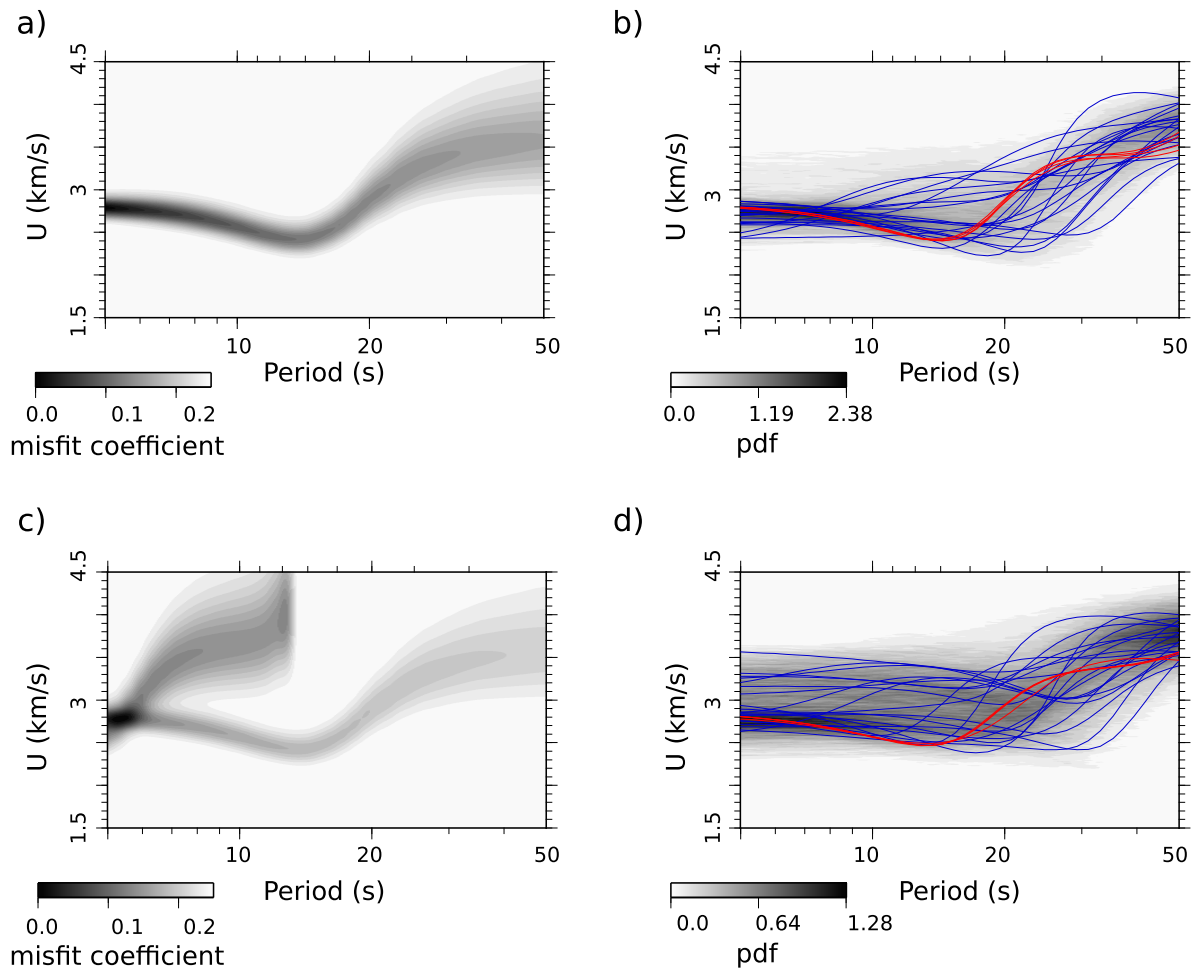 a)
4.5
3
1.5
U (km/s)
10 20 50
Period (s)
0.0 0.1 0.2
misfit coefficient
b)
4.5
3
1.5
U (km/s)
10 20 50
Period (s)
0.0 1.19 2.38
pdf
c)
4.5
3
1.5
U (km/s)
10 20 50
Period (s)
0.0 0.1 0.2
misfit coefficient
d)
4.5
3
1.5
U (km/s)
10 20 50
Period (s)
0.0 0.64 1.28
pdf